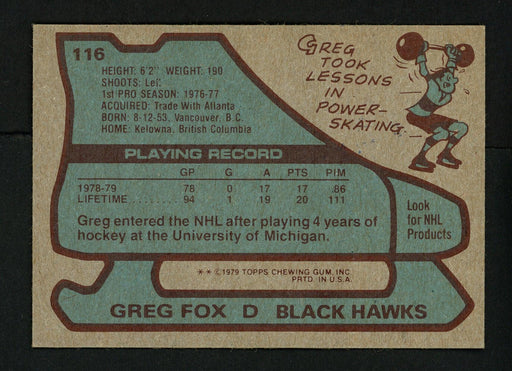 116
HEIGHT: 6'2" WEIGHT: 190
SHOOTS: Left
1st PRO SEASON: 1976-77
ACQUIRED: Trade With Atlanta
BORN: 8-12-53, Vancouver, B.C.
HOME: Kelowna, British Columbia
GREG
TOOK
LESSONS
IN
POWER-
SKATING.
PLAYING RECORD
GP G A PTS PIM
1978-79 78 0 17 17 86
LIFETIME 94 1 19 20 111
Greg entered the NHL after playing 4 years of
hockey at the University of Michigan.
Look
for NHL
Products
** ©1979 TOPPS CHEWING GUM, INC.
PRTD. IN U.S.A.
GREG FOX D BLACK HAWKS